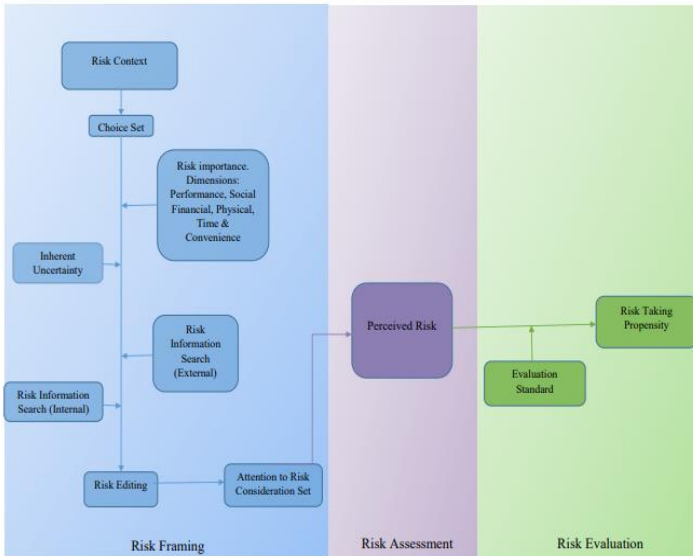 Risk Context
Choice Set
Risk importance.
Dimensions:
Performance, Social
Financial, Physical,
Time &
Convenience
Inherent
Uncertainty
Risk
Information
Search
(External)
Risk Information
Search (Internal)
Risk Editing
Attention to Risk
Consideration Set
Perceived Risk
Risk Taking
Propensity
Evaluation
Standard
Risk Framing
Risk Assessment
Risk Evaluation